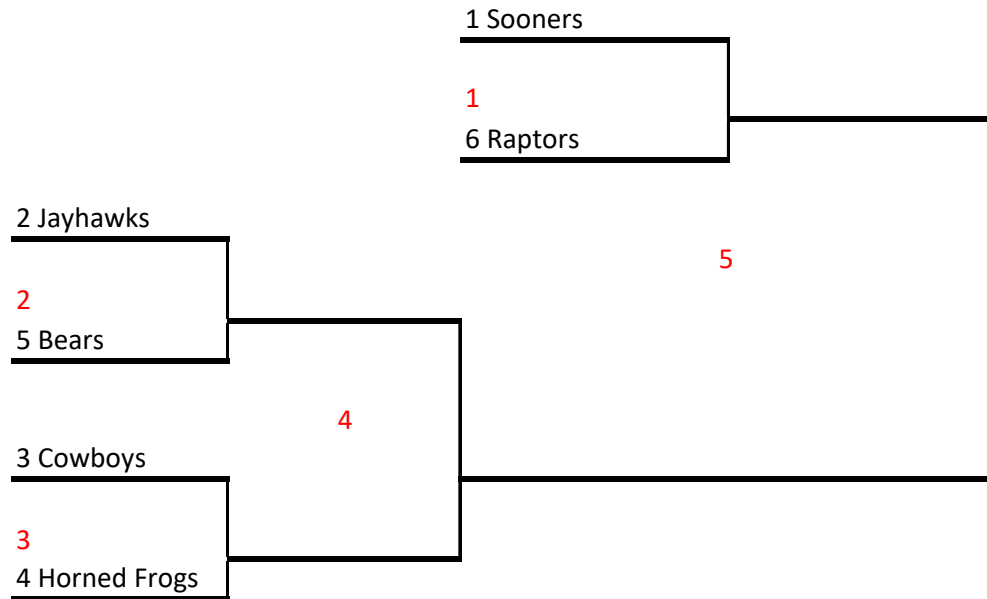 1 Sooners
1
6 Raptors
2 Jayhawks
5
2
5 Bears
4
3 Cowboys
3
4 Horned Frogs